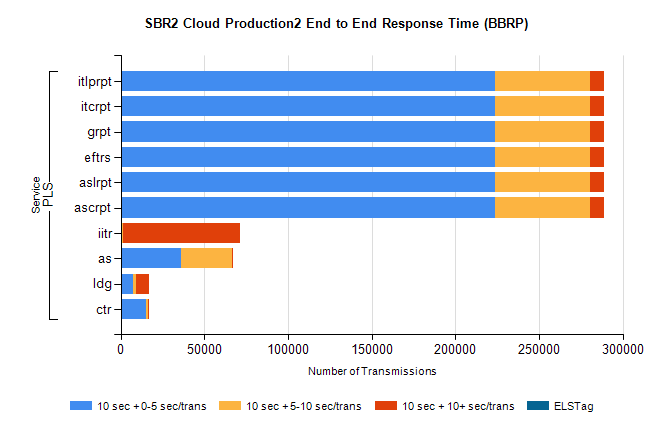 SBR2 Cloud Production2 End to End Response Time (BBRP)
Service
PLS
itlprpt
itcrpt
grpt
eftrs
aslrpt
ascrpt
iitr
as
ldg
ctr
0 50000 100000 150000 200000 250000 300000
Number of Transmissions
10 sec +0-5 sec/trans 10 sec +5-10 sec/trans 10 sec + 10+ sec/trans ELSTag